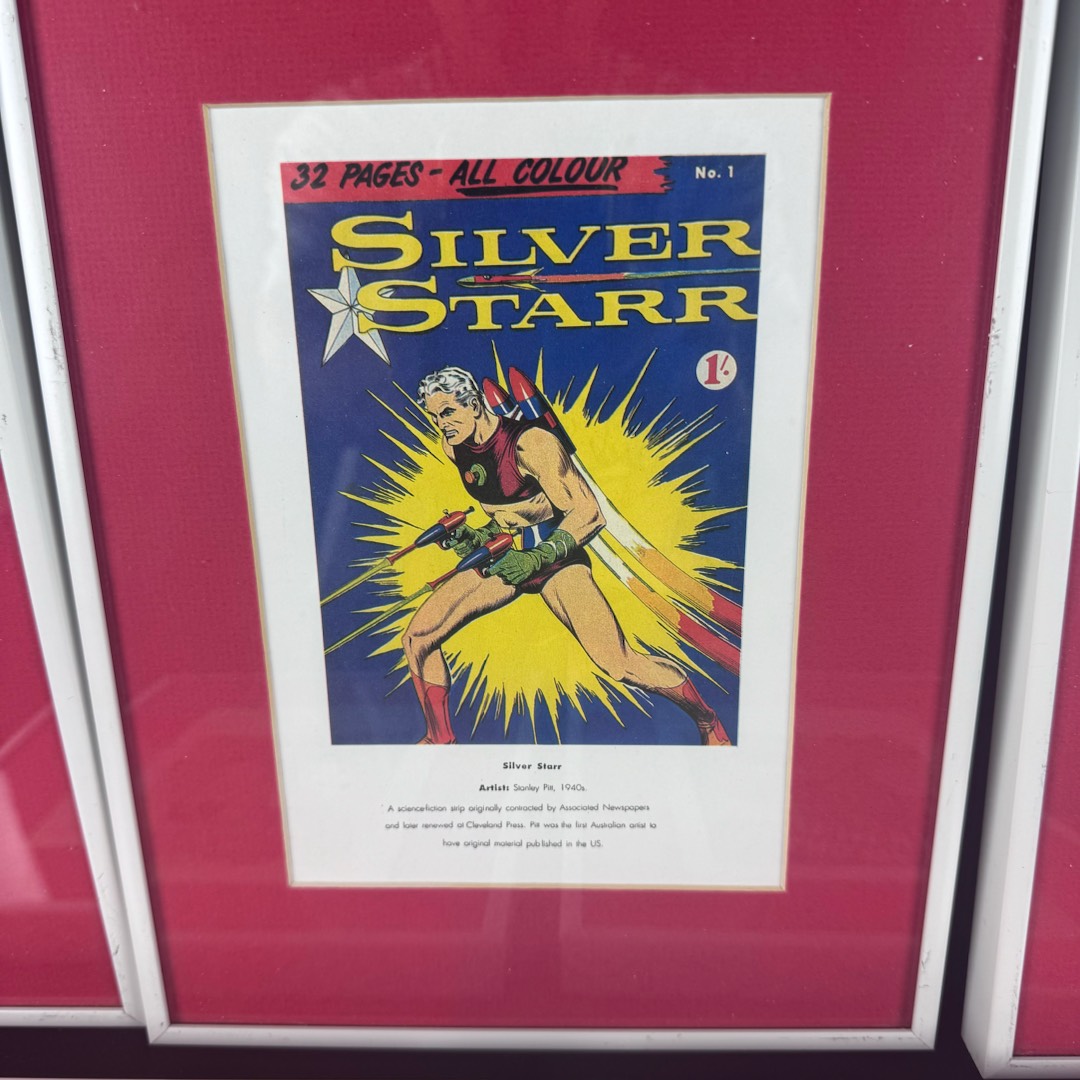 32 PAGES - ALL COLOUR
No. 1
SILVER
STARR
1/-
Silver Starr
Artist: Stanley Pitt, 1940s.
A science-fiction strip originally contracted by Associated Newspapers
and later renewed at Cleveland Press. Pitt was the first Australian artist to
have original material published in the US.